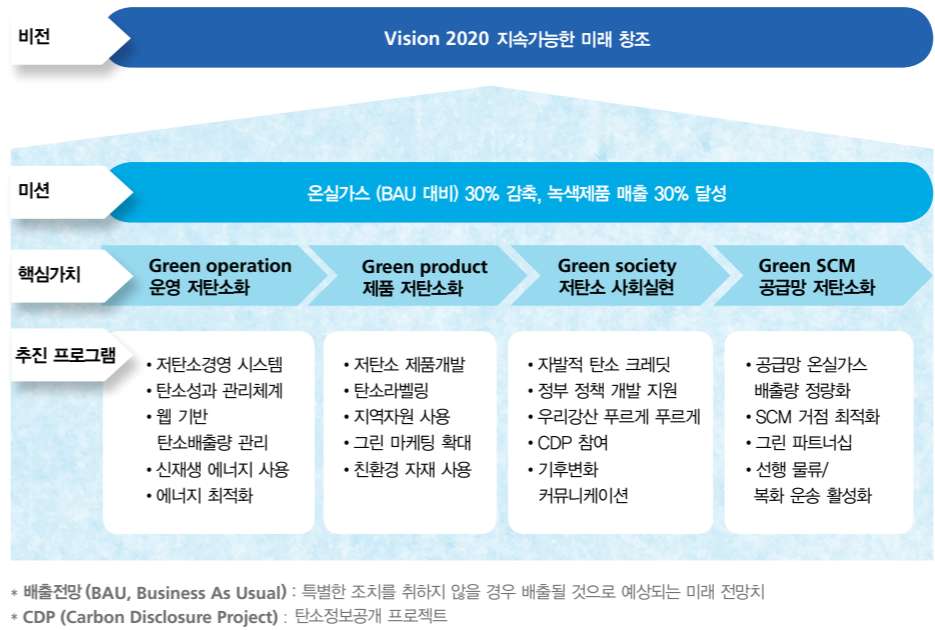 비전
Vision 2020 지속가능한 미래 창조
미션
온실가스 (BAU 대비) 30% 감축, 녹색제품 매출 30% 달성
핵심가치
Green operation
운영 저탄소화
Green product
제품 저탄소화
Green society
저탄소 사회실현
Green SCM
공급망 저탄소화
추진 프로그램
• 저탄소경영 시스템
• 탄소성과 관리체계
• 웹 기반
탄소배출량 관리
• 신재생 에너지 사용
• 에너지 최적화
• 저탄소 제품개발
• 탄소라벨링
• 지역자원 사용
• 그린 마케팅 확대
• 친환경 자재 사용
• 자발적 탄소 크레딧
• 정부 정책 개발 지원
• 우리강산 푸르게 푸르게
• CDP 참여
• 기후변화
커뮤니케이션
• 공급망 온실가스
배출량 정량화
• SCM 거점 최적화
• 그린 파트너십
• 선행 물류/
복화 운송 활성화
* 배출전망 (BAU, Business As Usual) : 특별한 조치를 취하지 않을 경우 배출될 것으로 예상되는 미래 전망치
* CDP (Carbon Disclosure Project) : 탄소정보공개 프로젝트